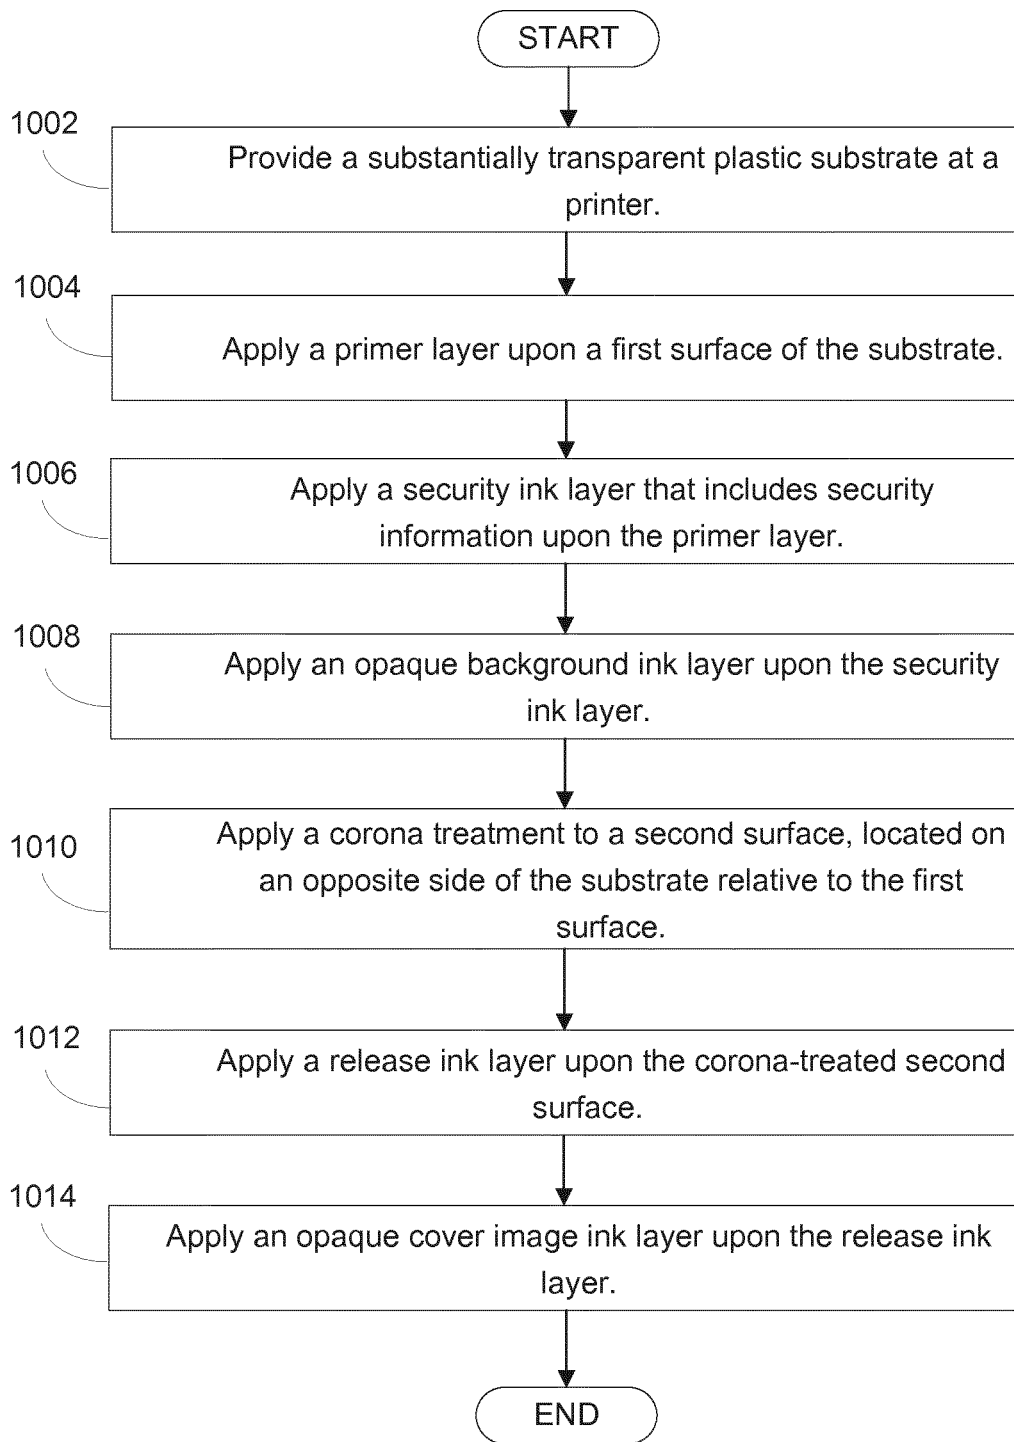 START
1002
Provide a substantially transparent plastic substrate at a
printer.
1004
Apply a primer layer upon a first surface of the substrate.
1006
Apply a security ink layer that includes security
information upon the primer layer.
1008
Apply an opaque background ink layer upon the security
ink layer.
1010
Apply a corona treatment to a second surface, located on
an opposite side of the substrate relative to the first
surface.
1012
Apply a release ink layer upon the corona-treated second
surface.
1014
Apply an opaque cover image ink layer upon the release ink
layer.
END